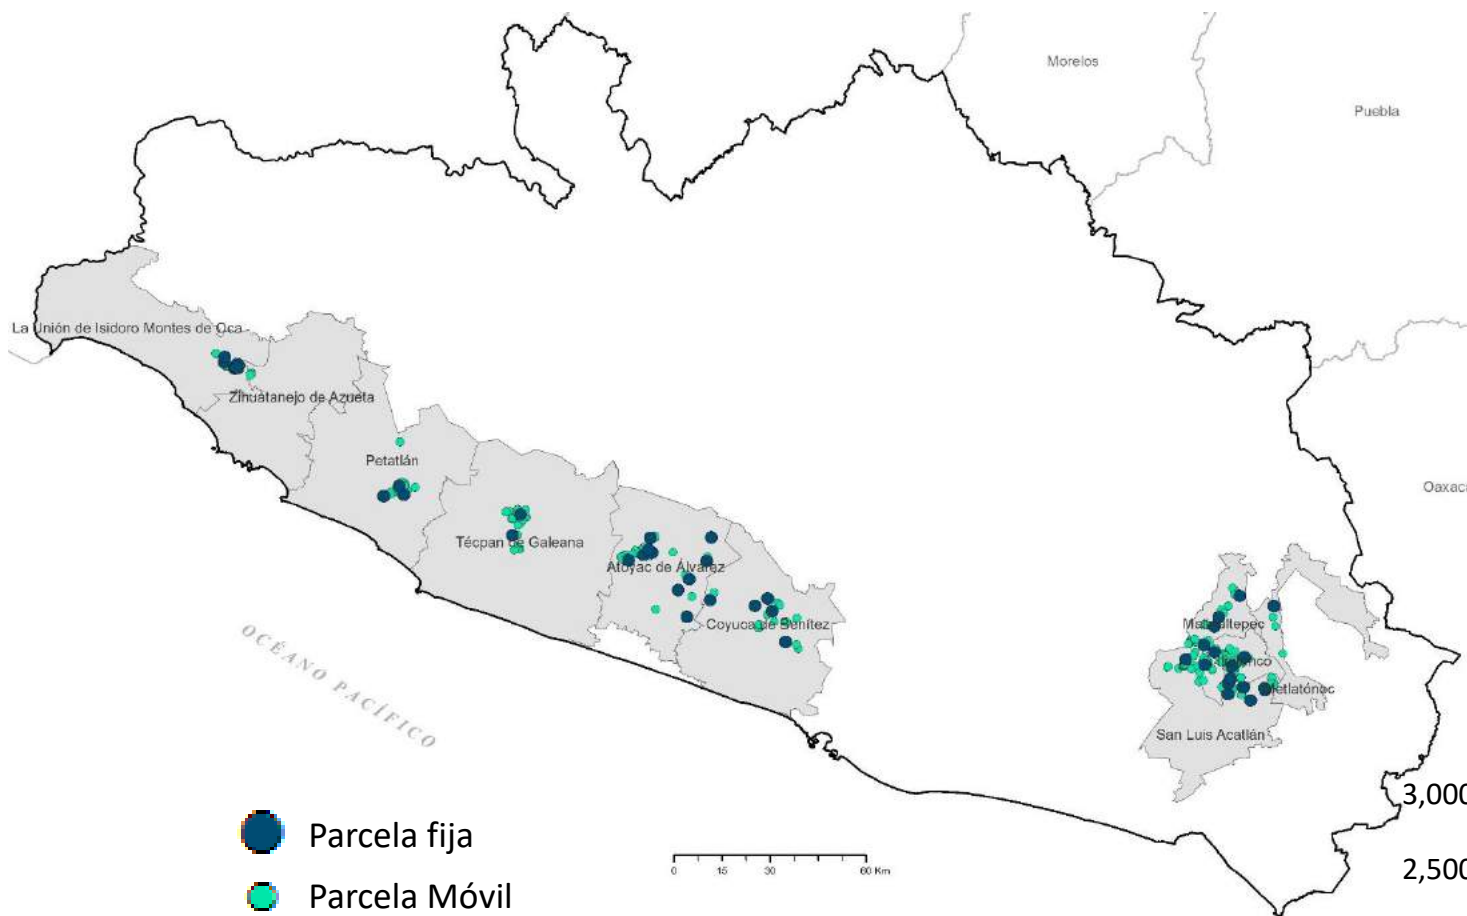 Morelos
Puebla
La Unión de Isidoro Montes de Oca
Zihuatanejo de Azueta
Petatlán
Oaxaca
Técpan de Galeana
Atoyac de Álvarez
Coyuca de Benítez
Malinaltepec
Metlatónoc
San Luis Acatlán
OCÉANO PACÍFICO
3,000
2,500
Parcela fija
Parcela Móvil
0 15 30 60 Km